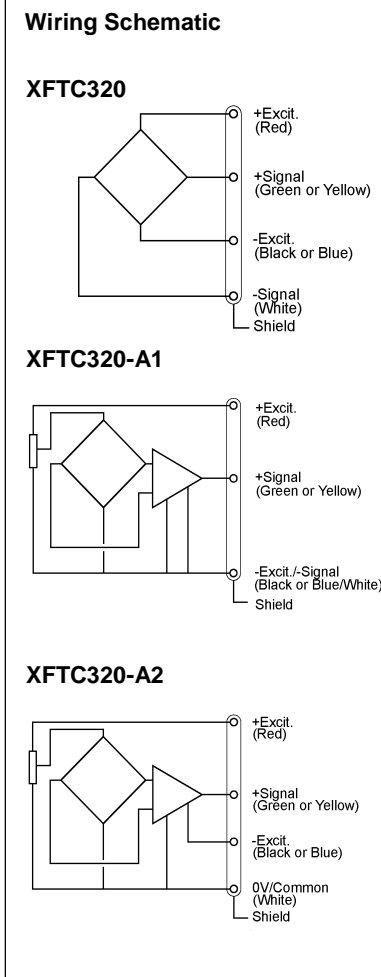 Wiring Schematic
XFTC320
+Excit.
(Red)
+Signal
(Green or Yellow)
-Excit.
(Black or Blue)
-Signal
(White)
Shield
XFTC320-A1
+Excit.
(Red)
+Signal
(Green or Yellow)
-Excit./-Signal
(Black or Blue/White)
Shield
XFTC320-A2
+Excit.
(Red)
+Signal
(Green or Yellow)
-Excit.
(Black or Blue)
0V/Common
(White)
Shield